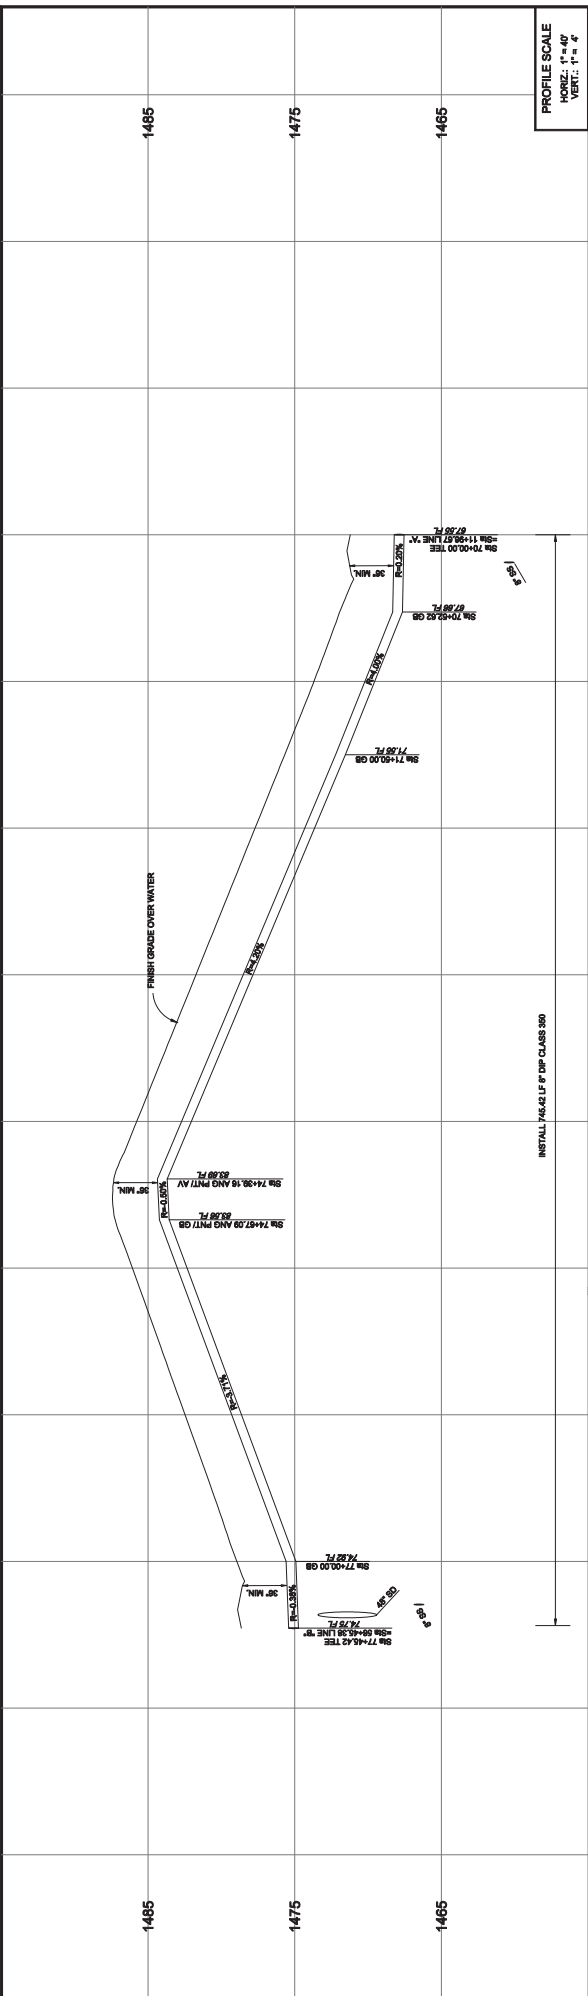 1485
1475
1465
Sta 77+45.42 TEE
=Sta 56+45.38 LINE "B"
74.75 FL
36" MIN.
R=-0.38%
48" SD
8" SS
Sta 77+00.00 GB
74.92 FL
R=-3.71%
Sta 74+67.09 ANG PNT/ GB
83.56 FL
R=-0.50%
36" MIN.
Sta 74+39.16 ANG PNT/ AV
83.69 FL
FINISH GRADE OVER WATER
R=4.20%
Sta 71+50.00 GB
71.55 FL
R=4.00%
Sta 70+52.62 GB
67.66 FL
36" MIN.
R=0.20%
Sta 70+00.00 TEE
=Sta 11+96.67 LINE "A"
67.55 FL
8" SS
INSTALL 745.42 LF 8" DIP CLASS 350
1485
1475
1465
PROFILE SCALE
HORIZ.: 1" = 40'
VERT.: 1" = 4'